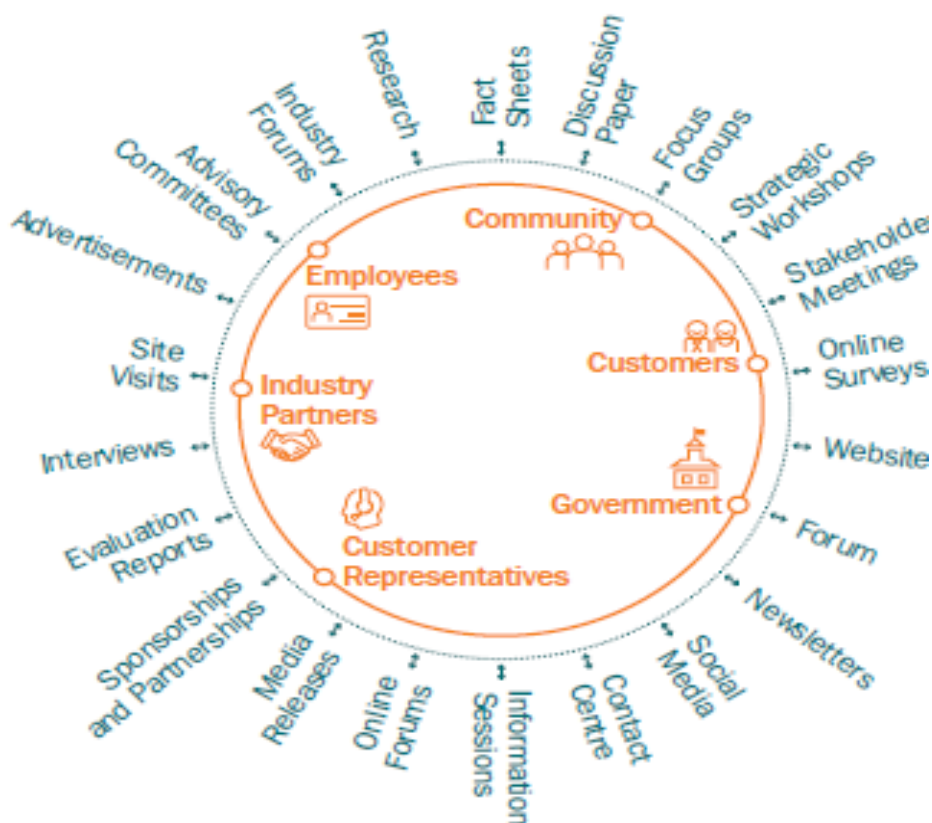 Fact
Sheets
Discussion
Paper
Focus
Groups
Strategic
Workshops
Stakeholder
Meetings
Online
Surveys
Website
Forum
Newsletters
Social
Media
Contact
Centre
Information
Sessions
Online
Forums
Media
Releases
Sponsorships
and Partnerships
Evaluation
Reports
Interviews
Site
Visits
Advertisements
Advisory
Committees
Industry
Forums
Research
Community
Customers
Government
Customer
Representatives
Industry
Partners
Employees